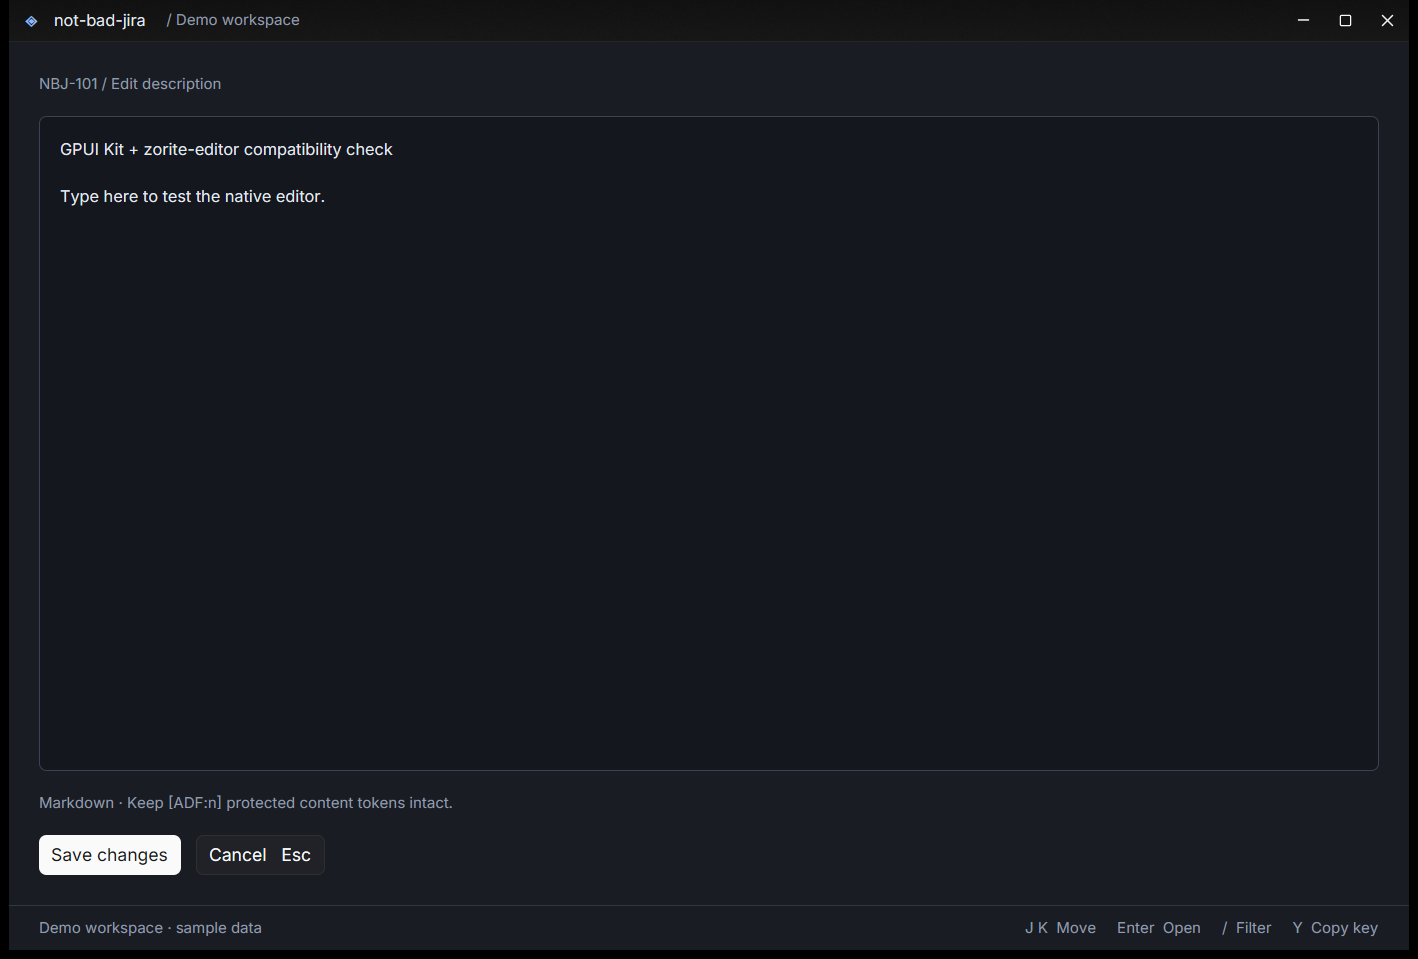 not-bad-jira / Demo workspace
NBJ-101 / Edit description
GPUI Kit + zorite-editor compatibility check
Type here to test the native editor.
Markdown · Keep [ADF:n] protected content tokens intact.
Save changes Cancel Esc
Demo workspace · sample data J K Move Enter Open / Filter Y Copy key